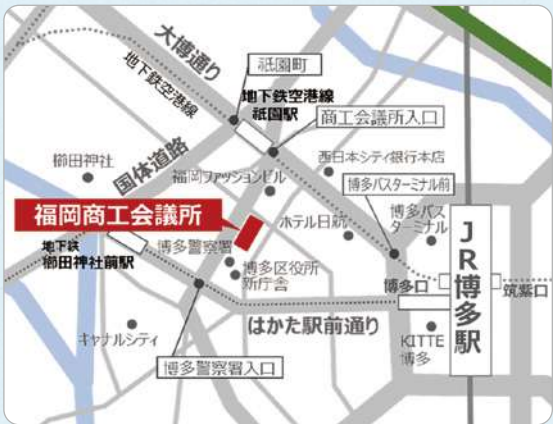 大博通り
地下鉄空港線
祇園町
地下鉄空港線
祇園駅
商工会議所入口
櫛田神社
国体道路
福岡ファッションビル
西日本シティ銀行本店
博多バスターミナル前
福岡商工会議所
ホテル日航
博多バス
ターミナル
地下鉄
櫛田神社前駅
博多警察署
博多区役所
新庁舎
JR博多駅
博多口
筑紫口
はかた駅前通り
キャナルシティ
KITTE
博多
博多警察署入口